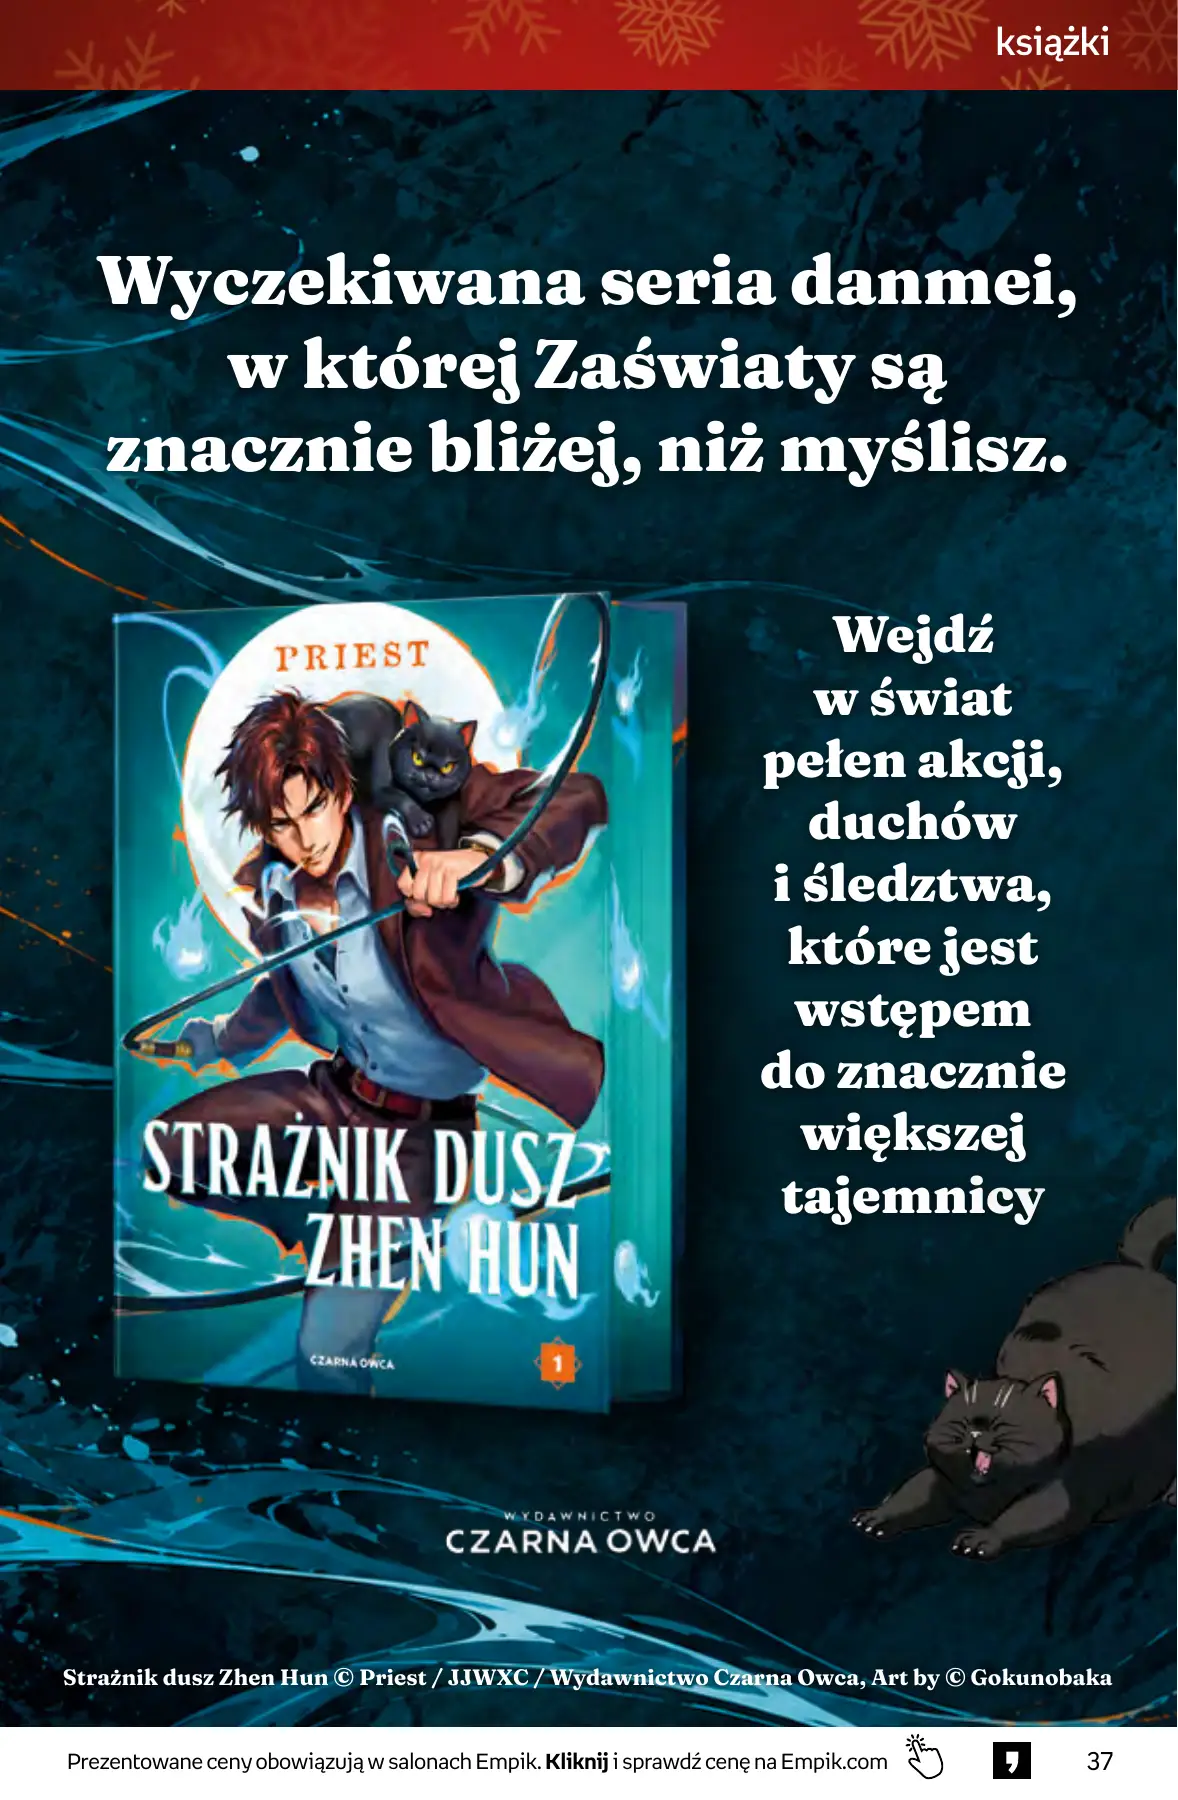 książki
Wyczekiwana seria danmei,
w której Zaświaty są
znacznie bliżej, niż myślisz.
PRIEST
STRAŻNIK DUSZ
ZHEN HUN
CZARNA OWCA
1
Wejdź
w świat
pełen akcji,
duchów
i śledztwa,
które jest
wstępem
do znacznie
większej
tajemnicy
WYDAWNICTWO
CZARNA OWCA
Strażnik dusz Zhen Hun © Priest / JJWXC / Wydawnictwo Czarna Owca, Art by © Gokunobaka
Prezentowane ceny obowiązują w salonach Empik. Kliknij i sprawdź cenę na Empik.com
37